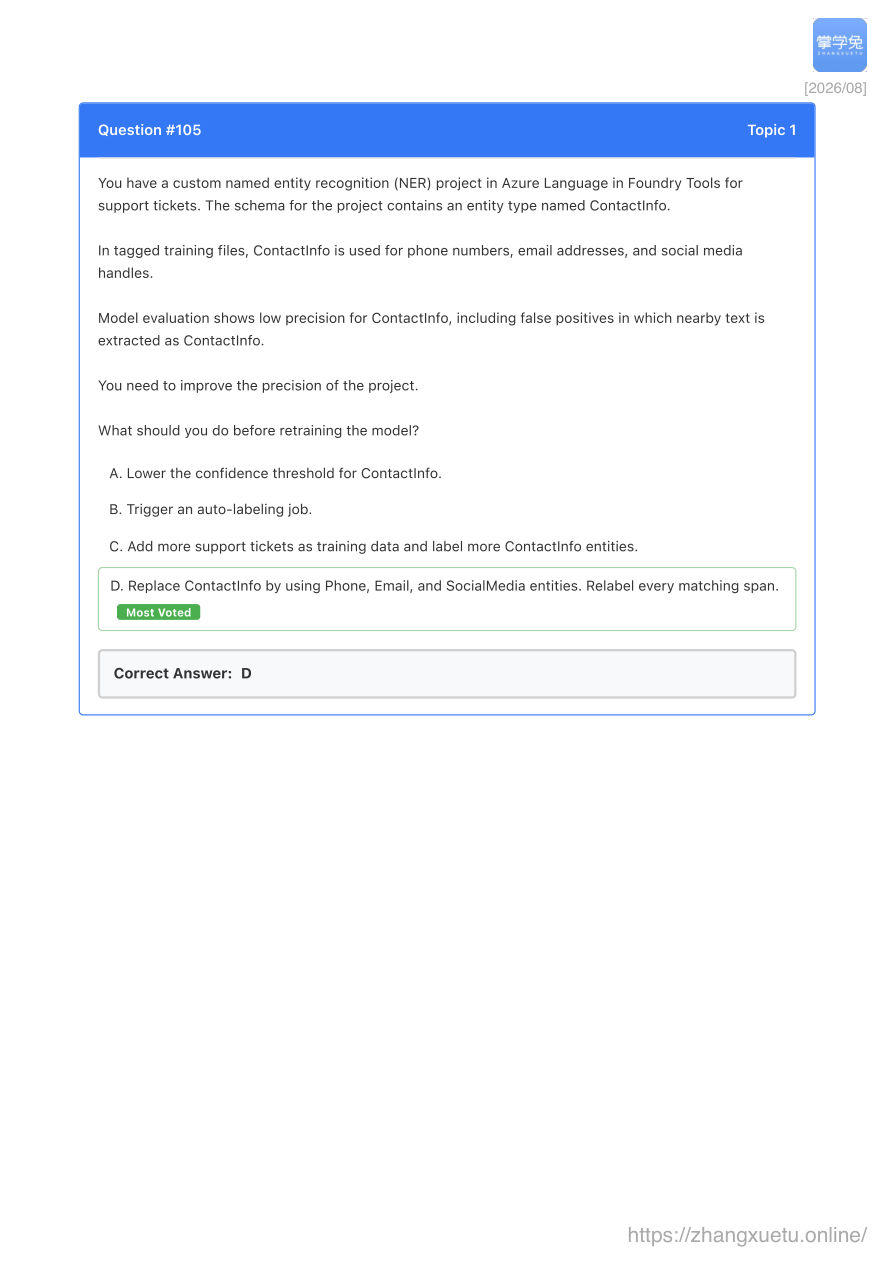 掌学兔
ZHANGXUETU
[2026/08]
Question #105 Topic 1
You have a custom named entity recognition (NER) project in Azure Language in Foundry Tools for
support tickets. The schema for the project contains an entity type named ContactInfo.
In tagged training files, ContactInfo is used for phone numbers, email addresses, and social media
handles.
Model evaluation shows low precision for ContactInfo, including false positives in which nearby text is
extracted as ContactInfo.
You need to improve the precision of the project.
What should you do before retraining the model?
A. Lower the confidence threshold for ContactInfo.
B. Trigger an auto-labeling job.
C. Add more support tickets as training data and label more ContactInfo entities.
D. Replace ContactInfo by using Phone, Email, and SocialMedia entities. Relabel every matching span.
Most Voted
Correct Answer: D
https://zhangxuetu.online/